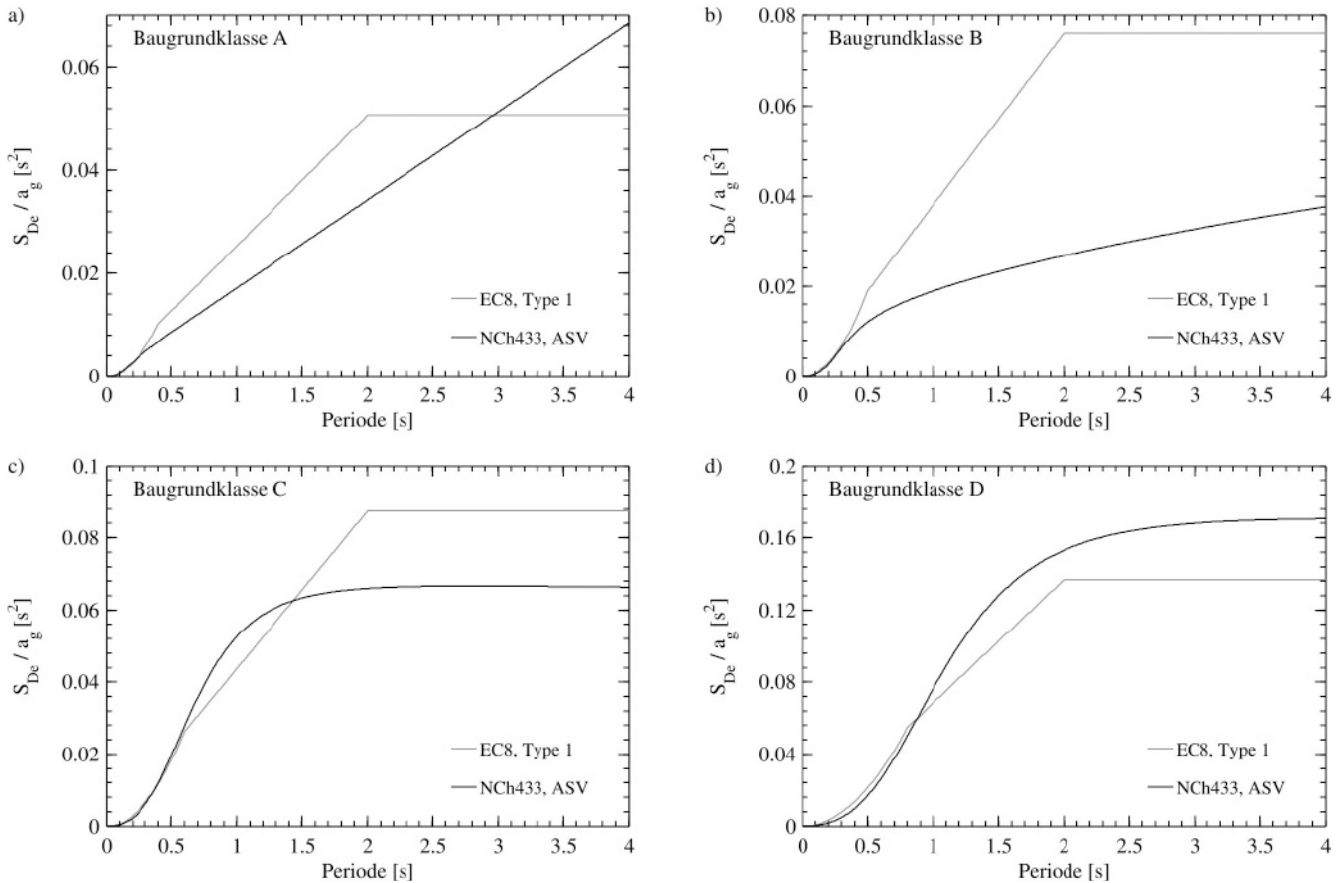 a)
Baugrundklasse A
0.06
0.04
0.02
0
S_De / a_g [s²]
EC8, Type 1
NCh433, ASV
0 0.5 1 1.5 2 2.5 3 3.5 4
Periode [s]
b)
Baugrundklasse B
0.08
0.06
0.04
0.02
0
S_De / a_g [s²]
EC8, Type 1
NCh433, ASV
0 0.5 1 1.5 2 2.5 3 3.5 4
Periode [s]
c)
Baugrundklasse C
0.1
0.08
0.06
0.04
0.02
0
S_De / a_g [s²]
EC8, Type 1
NCh433, ASV
0 0.5 1 1.5 2 2.5 3 3.5 4
Periode [s]
d)
Baugrundklasse D
0.2
0.16
0.12
0.08
0.04
0
S_De / a_g [s²]
EC8, Type 1
NCh433, ASV
0 0.5 1 1.5 2 2.5 3 3.5 4
Periode [s]